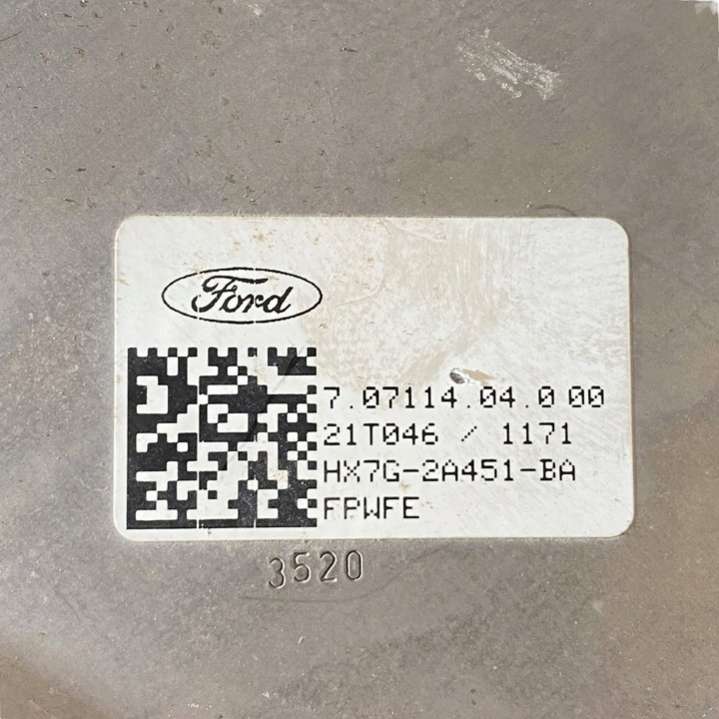 Ford
7.07114.04.0 00
21T046 / 1171
HX7G-2A451-BA
FPWFE
3520